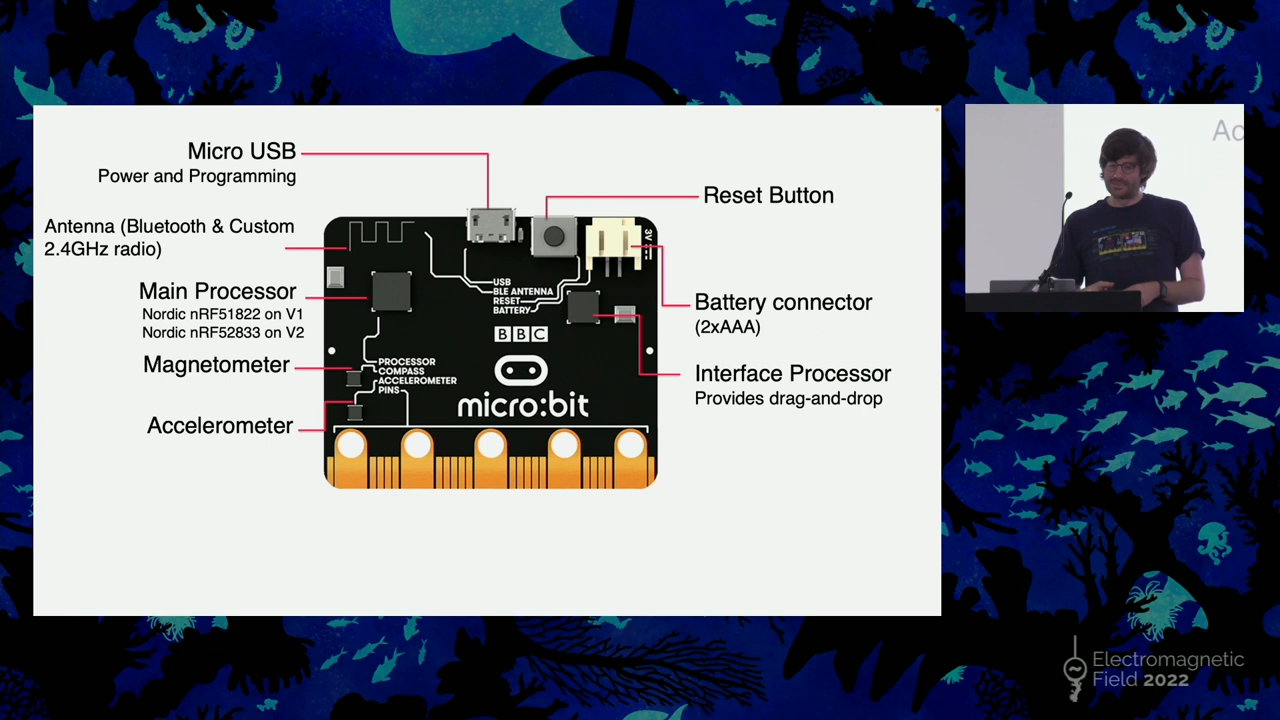 Micro USB
Power and Programming
Antenna (Bluetooth & Custom
2.4GHz radio)
Main Processor
Nordic nRF51822 on V1
Nordic nRF52833 on V2
Magnetometer
Accelerometer
Reset Button
Battery connector
(2xAAA)
Interface Processor
Provides drag-and-drop
3V
USB
BLE ANTENNA
RESET
BATTERY
BBC
PROCESSOR
COMPASS
ACCELEROMETER
PINS
micro:bit
Ac
Electromagnetic
Field 2022